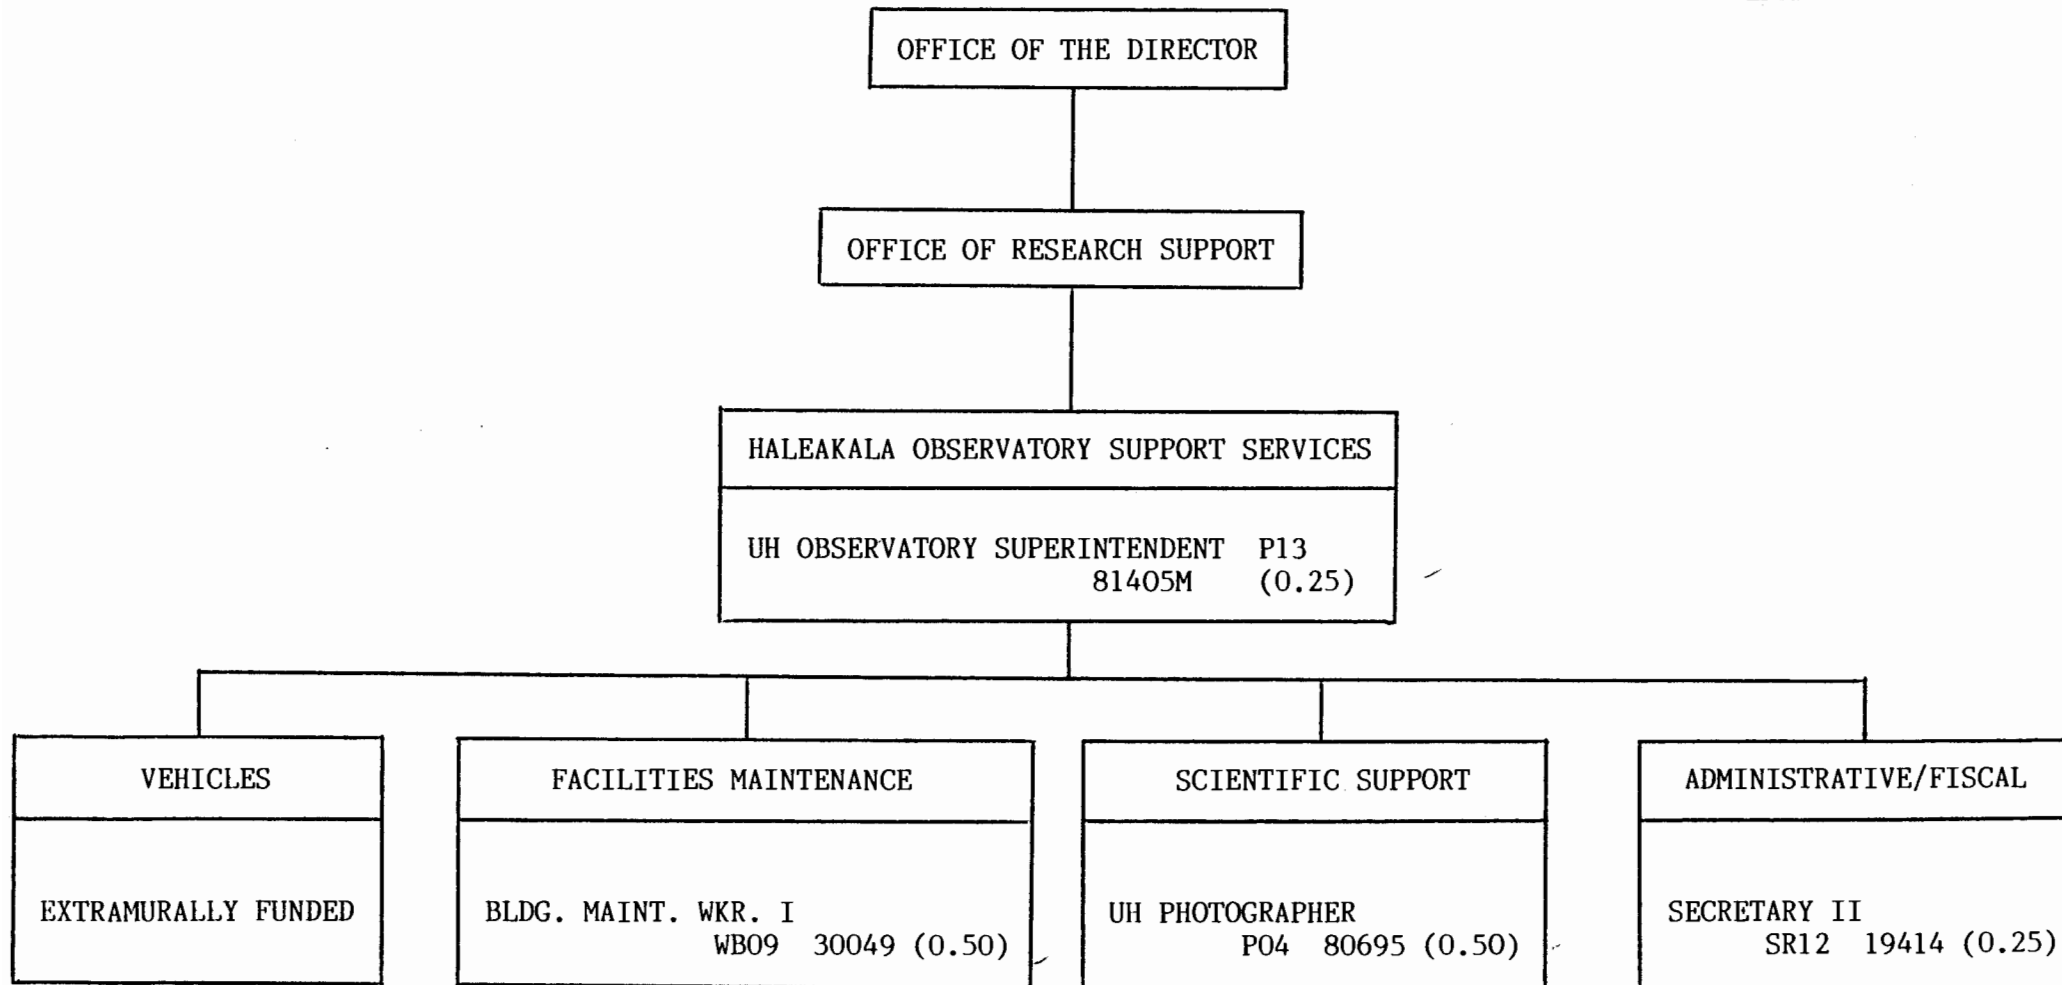 OFFICE OF THE DIRECTOR
OFFICE OF RESEARCH SUPPORT
HALEAKALA OBSERVATORY SUPPORT SERVICES
UH OBSERVATORY SUPERINTENDENT P13
81405M (0.25)
VEHICLES
EXTRAMURALLY FUNDED
FACILITIES MAINTENANCE
BLDG. MAINT. WKR. I
WB09 30049 (0.50)
SCIENTIFIC SUPPORT
UH PHOTOGRAPHER
P04 80695 (0.50)
ADMINISTRATIVE/FISCAL
SECRETARY II
SR12 19414 (0.25)